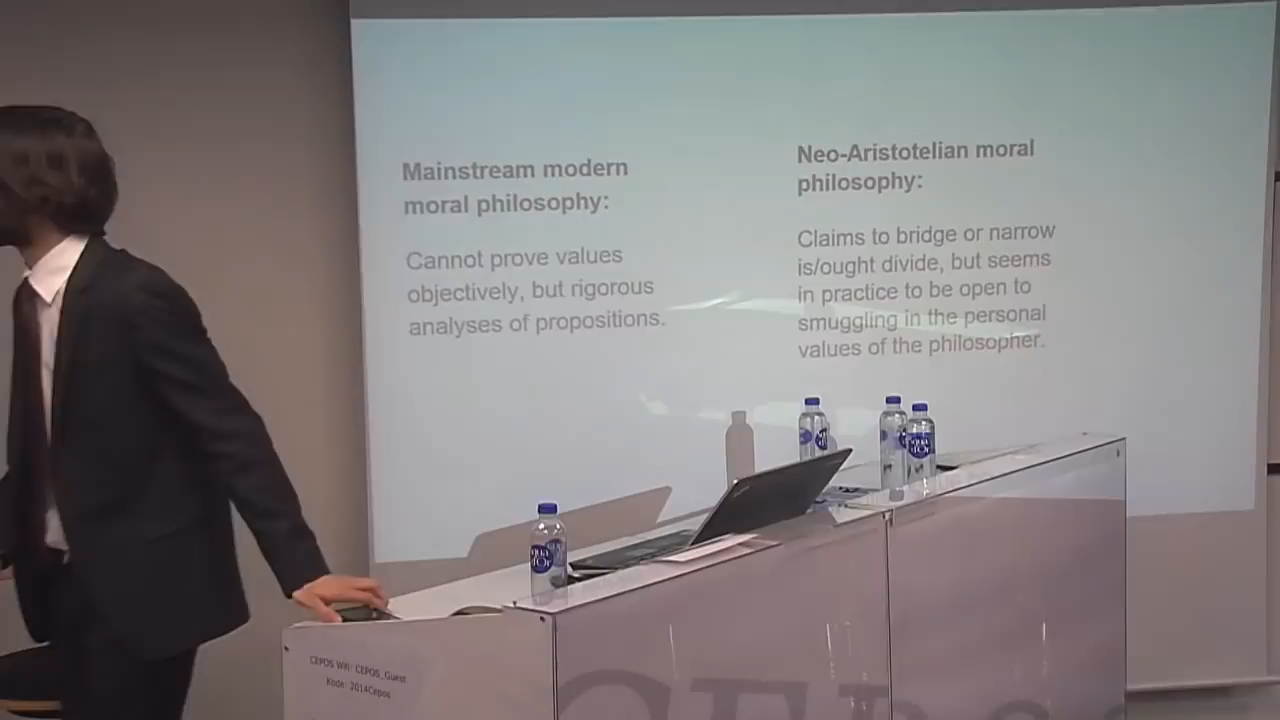 Mainstream modern
moral philosophy:
Cannot prove values
objectively, but rigorous
analyses of propositions.
Neo-Aristotelian moral
philosophy:
Claims to bridge or narrow
is/ought divide, but seems
in practice to be open to
smuggling in the personal
values of the philosopher.
CEPOS Wifi: CEPOS_Guest
Kode: 2014Cepos